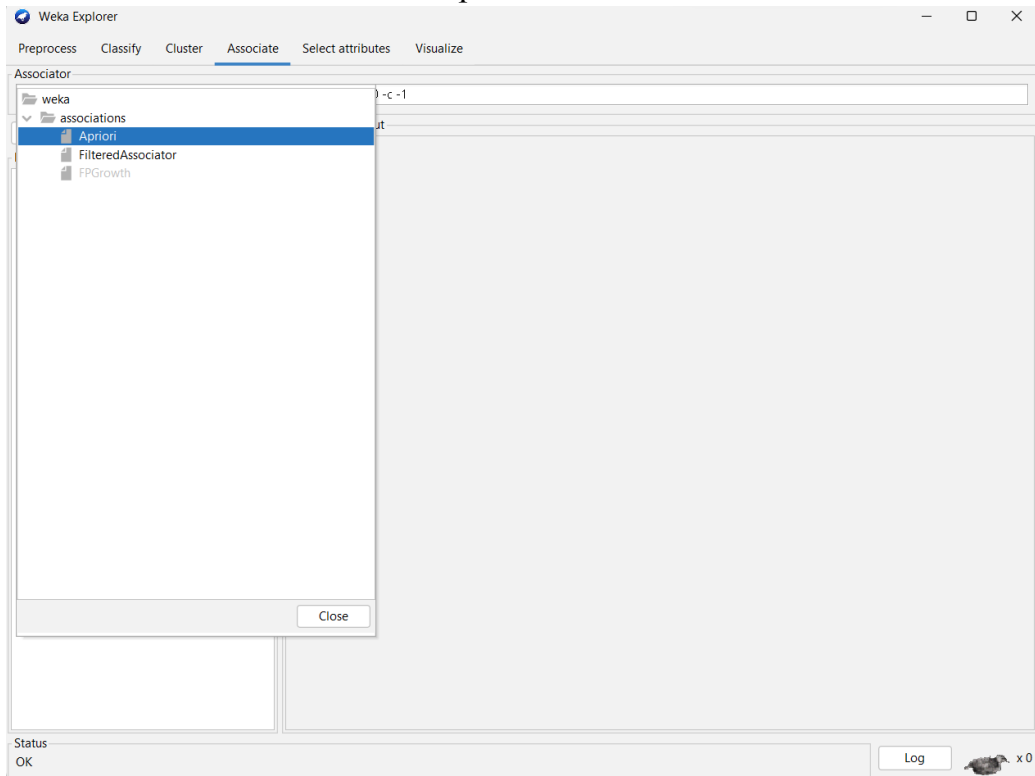 Weka Explorer
Preprocess Classify Cluster Associate Select attributes Visualize
Associator
weka
-c -1
associations
Apriori
FilteredAssociator
FPGrowth
Close
Status
OK
Log
x 0